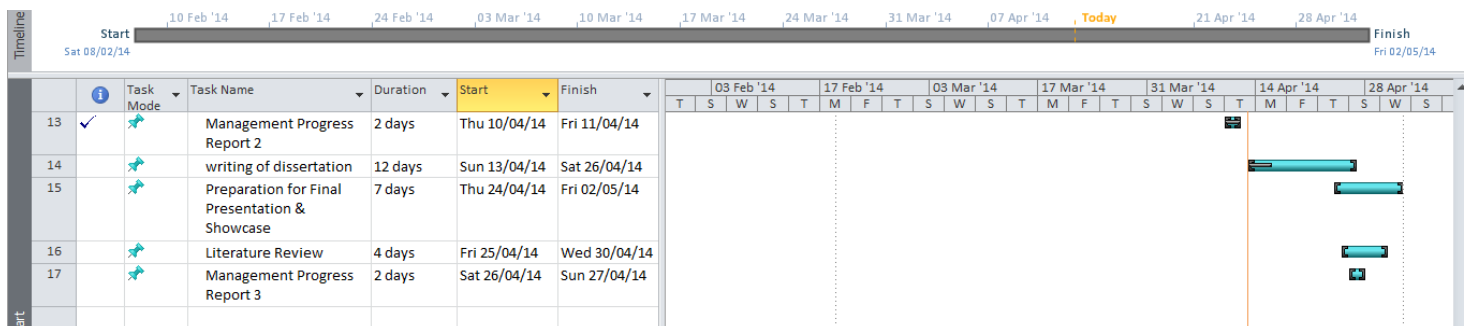 Timeline
10 Feb '14 17 Feb '14 24 Feb '14 03 Mar '14 10 Mar '14 17 Mar '14 24 Mar '14 31 Mar '14 07 Apr '14 Today 21 Apr '14 28 Apr '14
Start
Sat 08/02/14
Finish
Fri 02/05/14
Task Mode Task Name Duration Start Finish
03 Feb '14 17 Feb '14 03 Mar '14 17 Mar '14 31 Mar '14 14 Apr '14 28 Apr '14
T S W S T M F T S W S T M F T S W S T M F T S W S
13 Management Progress 2 days Thu 10/04/14 Fri 11/04/14
Report 2
14 writing of dissertation 12 days Sun 13/04/14 Sat 26/04/14
15 Preparation for Final 7 days Thu 24/04/14 Fri 02/05/14
Presentation &
Showcase
16 Literature Review 4 days Fri 25/04/14 Wed 30/04/14
17 Management Progress 2 days Sat 26/04/14 Sun 27/04/14
Report 3